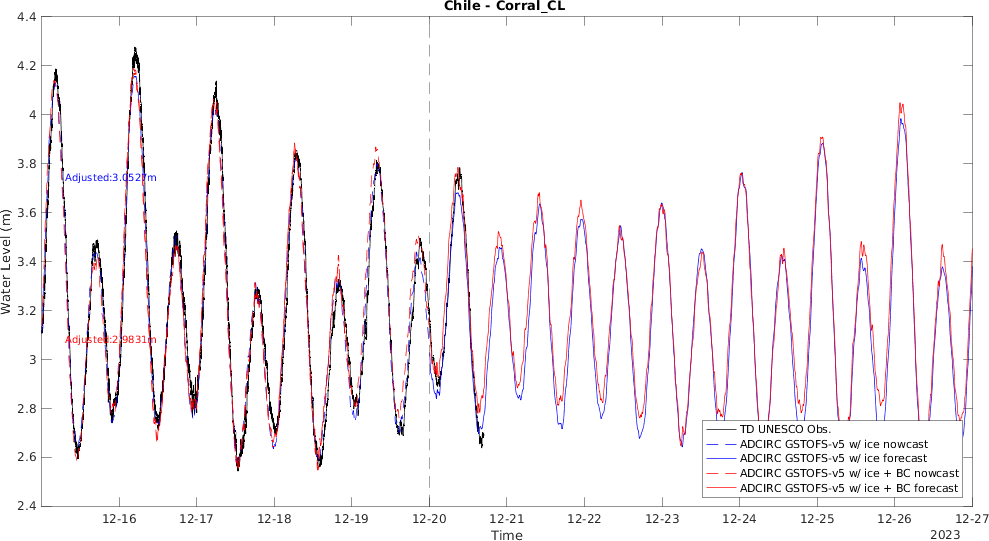 Chile - Corral_CL
4.4
4.2
4
3.8
3.6
3.4
3.2
3
2.8
2.6
2.4
Water Level (m)
Adjusted:3.0527m
Adjusted:2.9831m
TD UNESCO Obs.
ADCIRC GSTOFS-v5 w/ ice nowcast
ADCIRC GSTOFS-v5 w/ ice forecast
ADCIRC GSTOFS-v5 w/ ice + BC nowcast
ADCIRC GSTOFS-v5 w/ ice + BC forecast
12-16 12-17 12-18 12-19 12-20 12-21 12-22 12-23 12-24 12-25 12-26 12-27
Time
2023